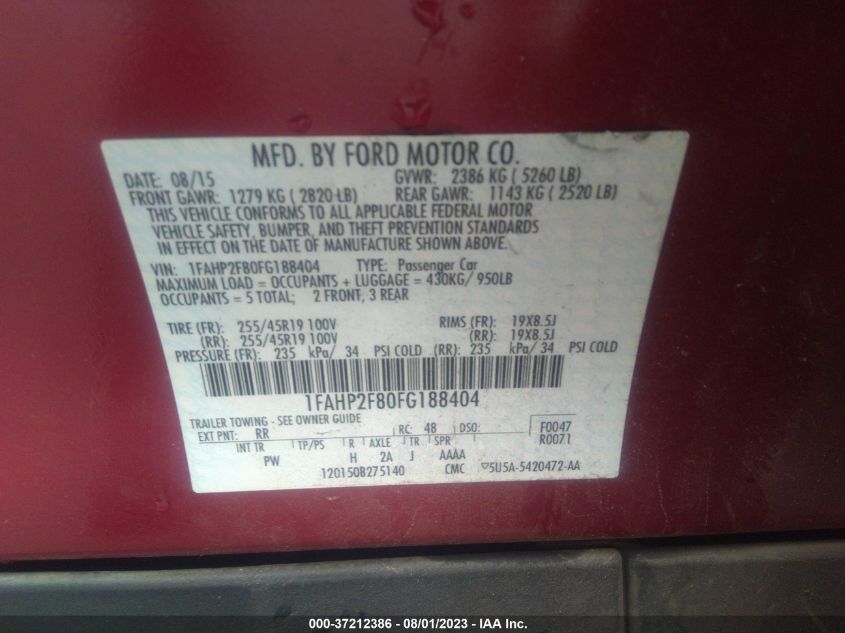 MFD. BY FORD MOTOR CO.
DATE: 08/15 GVWR: 2386 KG ( 5260 LB)
FRONT GAWR: 1279 KG ( 2820 LB) REAR GAWR: 1143 KG ( 2520 LB)
THIS VEHICLE CONFORMS TO ALL APPLICABLE FEDERAL MOTOR
VEHICLE SAFETY, BUMPER, AND THEFT PREVENTION STANDARDS
IN EFFECT ON THE DATE OF MANUFACTURE SHOWN ABOVE.
VIN: 1FAHP2F80FG188404 TYPE: Passenger Car
MAXIMUM LOAD = OCCUPANTS + LUGGAGE = 430KG/ 950LB
OCCUPANTS = 5 TOTAL; 2 FRONT, 3 REAR
TIRE (FR): 255/45R19 100V RIMS (FR): 19X8.5J
(RR): 255/45R19 100V (RR): 19X8.5J
PRESSURE (FR): 235 kPa/ 34 PSI COLD (RR): 235 kPa/ 34 PSI COLD
1FAHP2F80FG188404
TRAILER TOWING - SEE OWNER GUIDE
EXT PNT: RR RC: 48 DSO: F0047
R0071
INT TR TP/PS R AXLE TR SPR
PW H 2A J AAAA
120150B275140 CMC 5U5A-5420472-AA
000-37212386 - 08/01/2023 - IAA Inc.